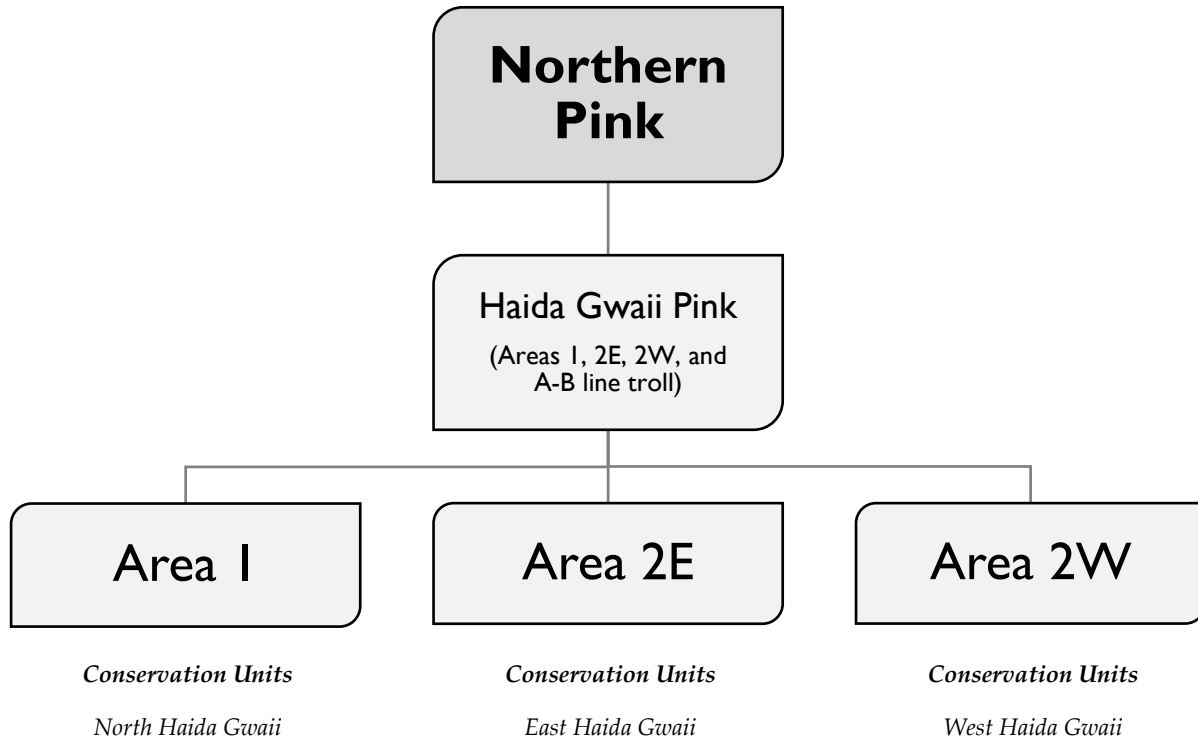 Northern
Pink
Haida Gwaii Pink
(Areas 1, 2E, 2W, and
A-B line troll)
Area 1
Area 2E
Area 2W
Conservation Units
Conservation Units
Conservation Units
North Haida Gwaii
East Haida Gwaii
West Haida Gwaii